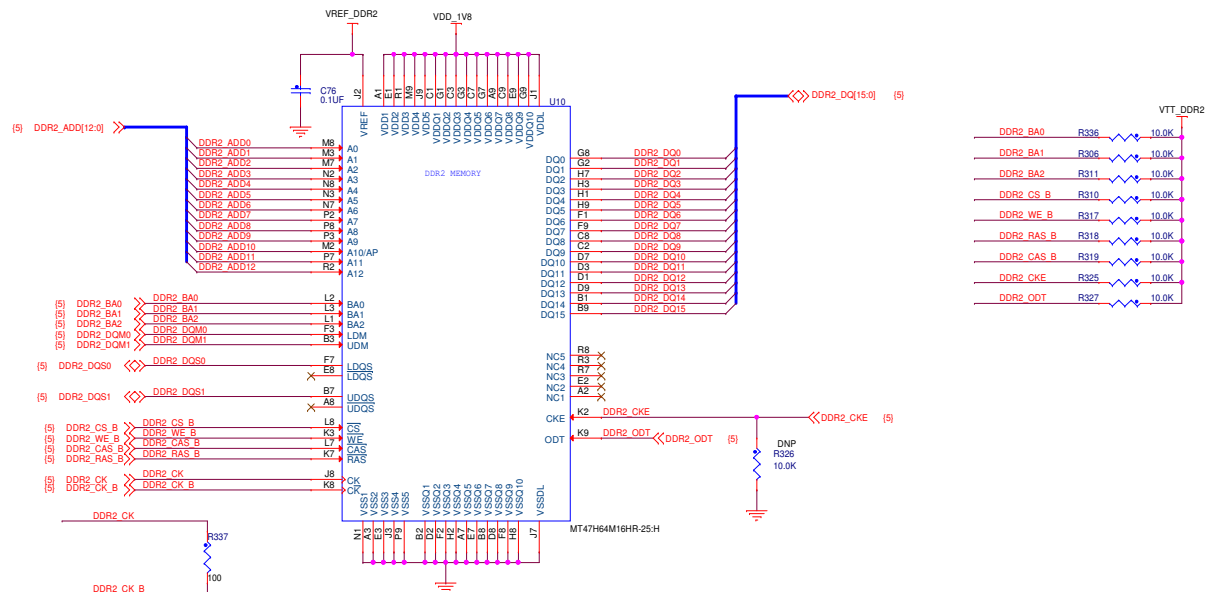 VREF_DDR2
VDD_1V8
C76
0.1UF
J2
A1
E1
R1
M9
J9
C1
G1
C3
G3
C7
G7
A9
C9
E9
G9
J1
U10
VREF
VDD1
VDD2
VDD3
VDD4
VDD5
VDDQ1
VDDQ2
VDDQ3
VDDQ4
VDDQ5
VDDQ6
VDDQ7
VDDQ8
VDDQ9
VDDQ10
VDDL
DDR2 MEMORY
{5} DDR2_ADD[12:0]
DDR2_ADD0 M8 A0
DDR2_ADD1 M3 A1
DDR2_ADD2 M7 A2
DDR2_ADD3 N2 A3
DDR2_ADD4 N8 A4
DDR2_ADD5 N3 A5
DDR2_ADD6 N7 A6
DDR2_ADD7 P2 A7
DDR2_ADD8 P8 A8
DDR2_ADD9 P3 A9
DDR2_ADD10 M2 A10/AP
DDR2_ADD11 P7 A11
DDR2_ADD12 R2 A12
{5} DDR2_BA0 DDR2_BA0 L2 BA0
{5} DDR2_BA1 DDR2_BA1 L3 BA1
{5} DDR2_BA2 DDR2_BA2 L1 BA2
{5} DDR2_DQM0 DDR2_DQM0 F3 LDM
{5} DDR2_DQM1 DDR2_DQM1 B3 UDM
{5} DDR2_DQS0 DDR2_DQS0 F7 LDQS
E8 LDQS
{5} DDR2_DQS1 DDR2_DQS1 B7 UDQS
A8 UDQS
{5} DDR2_CS_B DDR2_CS_B L8 CS
{5} DDR2_WE_B DDR2_WE_B K3 WE
{5} DDR2_CAS_B DDR2_CAS_B L7 CAS
{5} DDR2_RAS_B DDR2_RAS_B K7 RAS
{5} DDR2_CK DDR2_CK J8 CK
{5} DDR2_CK_B DDR2_CK_B K8 CK
DDR2_DQ[15:0] {5}
DQ0 G8 DDR2_DQ0
DQ1 G2 DDR2_DQ1
DQ2 H7 DDR2_DQ2
DQ3 H3 DDR2_DQ3
DQ4 H1 DDR2_DQ4
DQ5 H9 DDR2_DQ5
DQ6 F1 DDR2_DQ6
DQ7 F9 DDR2_DQ7
DQ8 C8 DDR2_DQ8
DQ9 C2 DDR2_DQ9
DQ10 D7 DDR2_DQ10
DQ11 D3 DDR2_DQ11
DQ12 D1 DDR2_DQ12
DQ13 D9 DDR2_DQ13
DQ14 B1 DDR2_DQ14
DQ15 B9 DDR2_DQ15
NC5 R8
NC4 R3
NC3 R7
NC2 E2
NC1 A2
CKE K2 DDR2_CKE DDR2_CKE {5}
ODT K9 DDR2_ODT DDR2_ODT {5}
DNP
R326
10.0K
VSS1
VSS2
VSS3
VSS4
VSS5
VSSQ1
VSSQ2
VSSQ3
VSSQ4
VSSQ5
VSSQ6
VSSQ7
VSSQ8
VSSQ9
VSSQ10
VSSDL
N1
A3
E3
J3
P9
B2
D2
F2
H2
A7
E7
B8
D8
F8
H8
J7
MT47H64M16HR-25:H
DDR2_CK
R337
100
DDR2_CK_B
VTT_DDR2
DDR2_BA0 R336 10.0K
DDR2_BA1 R306 10.0K
DDR2_BA2 R311 10.0K
DDR2_CS_B R310 10.0K
DDR2_WE_B R317 10.0K
DDR2_RAS_B R318 10.0K
DDR2_CAS_B R319 10.0K
DDR2_CKE R325 10.0K
DDR2_ODT R327 10.0K